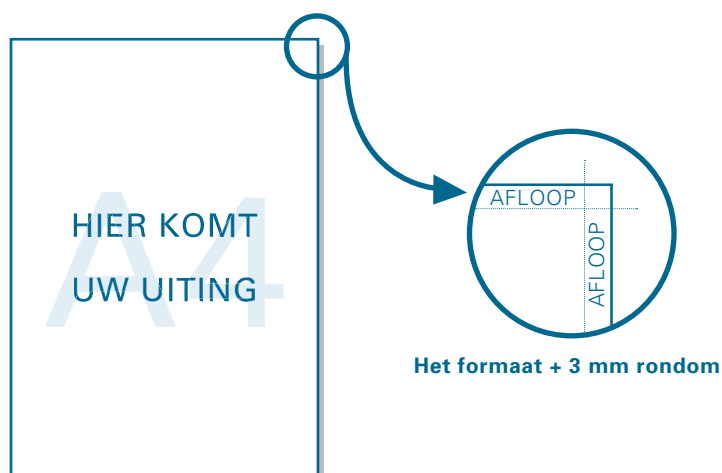 A4
HIER KOMT
UW UITING
AFLOOP
AFLOOP
Het formaat + 3 mm rondom